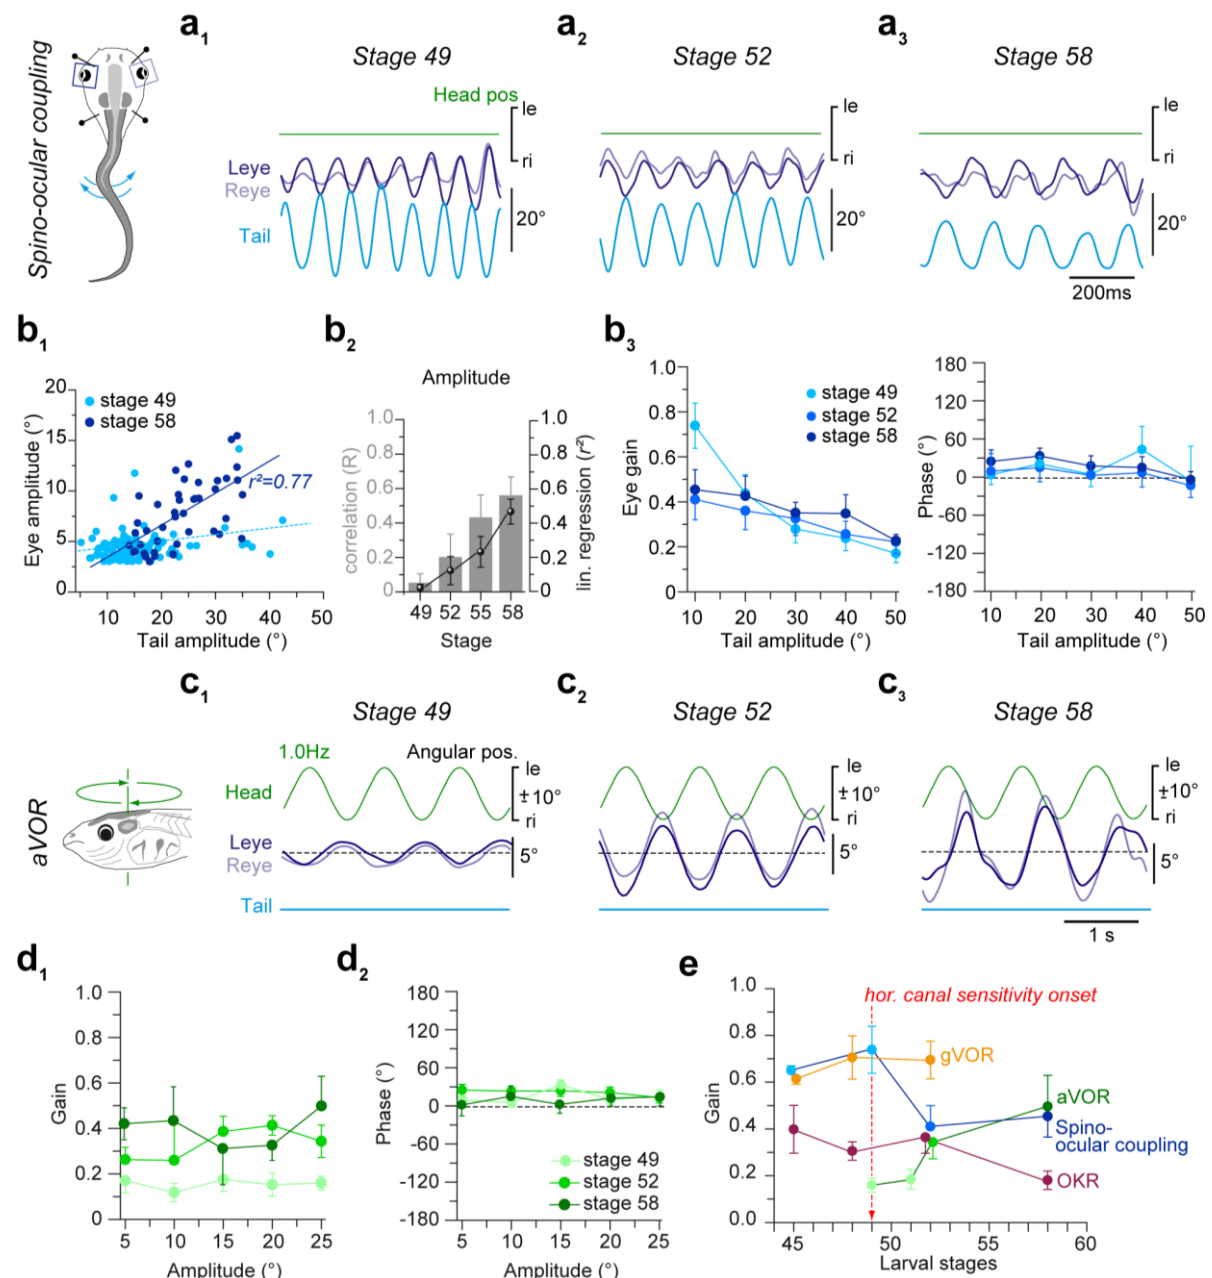 Spino-ocular coupling
a1
Stage 49
a2
Stage 52
a3
Stage 58
Head pos
le
ri
20°
le
ri
20°
le
ri
20°
Leye
Reye
Tail
200ms
b1
Eye amplitude (°)
20
15
10
5
0
stage 49
stage 58
r²=0.77
10 20 30 40 50
Tail amplitude (°)
b2
Amplitude
correlation (R)
1.0
0.8
0.6
0.4
0.2
0
1.0
0.8
0.6
0.4
0.2
0
lin. regression (r²)
49 52 55 58
Stage
b3
Eye gain
1.0
0.8
0.6
0.4
0.2
stage 49
stage 52
stage 58
10 20 30 40 50
Tail amplitude (°)
Phase (°)
180
120
60
0
-60
-120
-180
10 20 30 40 50
Tail amplitude (°)
aVOR
c1
Stage 49
c2
Stage 52
c3
Stage 58
1.0Hz
Angular pos.
Head
le
±10°
ri
le
±10°
ri
le
±10°
ri
Leye
Reye
5°
5°
5°
Tail
1 s
d1
Gain
1.0
0.8
0.6
0.4
0.2
0
5 10 15 20 25
Amplitude (°)
d2
Phase (°)
180
120
60
0
-60
-120
-180
stage 49
stage 52
stage 58
5 10 15 20 25
Amplitude (°)
e
hor. canal sensitivity onset
Gain
1.0
0.8
0.6
0.4
0.2
0.0
gVOR
aVOR
Spino-
ocular coupling
OKR
45 50 55 60
Larval stages